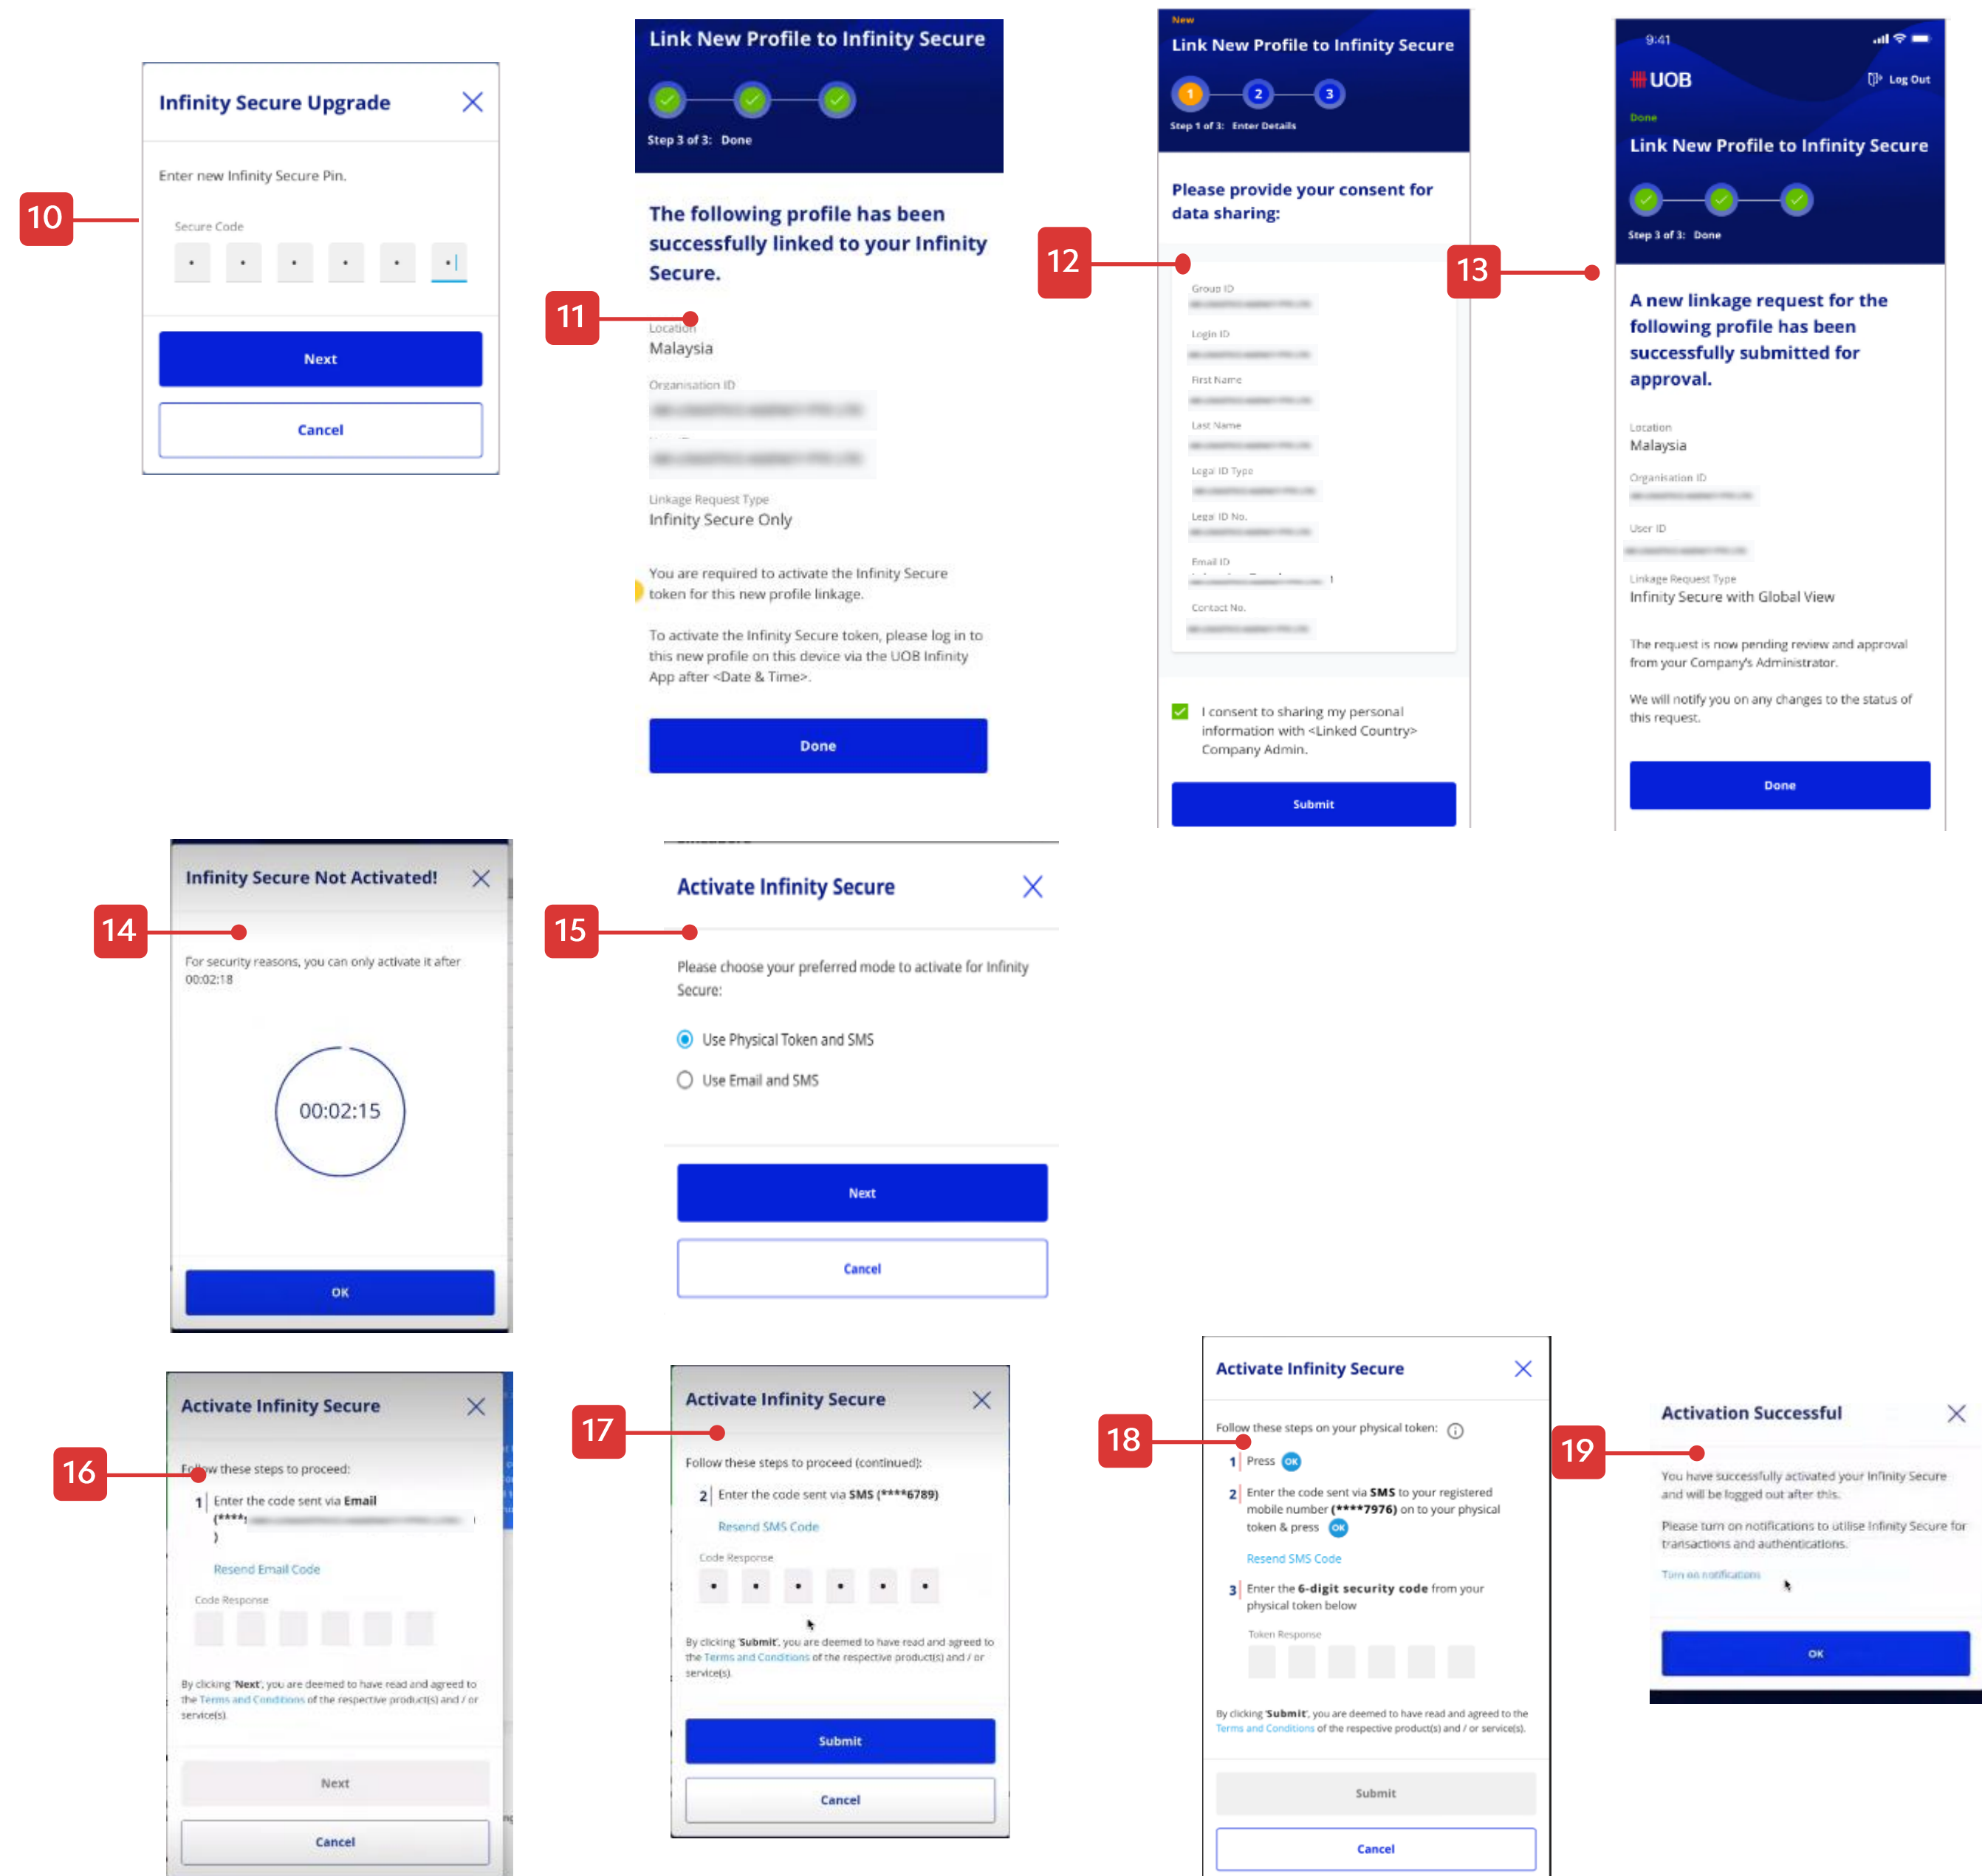 10
Infinity Secure Upgrade
Enter new Infinity Secure Pin.
Secure Code
Next
Cancel
11
Link New Profile to Infinity Secure
Step 3 of 3: Done
The following profile has been
successfully linked to your Infinity
Secure.
Location
Malaysia
Organisation ID
Linkage Request Type
Infinity Secure Only
You are required to activate the Infinity Secure
token for this new profile linkage.
To activate the Infinity Secure token, please log in to
this new profile on this device via the UOB Infinity
App after <Date & Time>.
Done
12
New
Link New Profile to Infinity Secure
1 2 3
Step 1 of 3: Enter Details
Please provide your consent for
data sharing:
Group ID
Login ID
First Name
Last Name
Legal ID Type
Legal ID No.
Email ID
Contact No.
I consent to sharing my personal
information with <Linked Country>
Company Admin.
Submit
13
9:41
UOB
Log Out
Done
Link New Profile to Infinity Secure
Step 3 of 3: Done
A new linkage request for the
following profile has been
successfully submitted for
approval.
Location
Malaysia
Organisation ID
User ID
Linkage Request Type
Infinity Secure with Global View
The request is now pending review and approval
from your Company's Administrator.
We will notify you on any changes to the status of
this request.
Done
14
Infinity Secure Not Activated!
For security reasons, you can only activate it after
00:02:18
00:02:15
OK
15
Activate Infinity Secure
Please choose your preferred mode to activate for Infinity
Secure:
Use Physical Token and SMS
Use Email and SMS
Next
Cancel
16
Activate Infinity Secure
Follow these steps to proceed:
1 Enter the code sent via Email
(****
)
Resend Email Code
Code Response
By clicking 'Next', you are deemed to have read and agreed to
the Terms and Conditions of the respective product(s) and / or
service(s).
Next
Cancel
17
Activate Infinity Secure
Follow these steps to proceed (continued):
2 Enter the code sent via SMS (****6789)
Resend SMS Code
Code Response
By clicking 'Submit', you are deemed to have read and agreed to
the Terms and Conditions of the respective product(s) and / or
service(s).
Submit
Cancel
18
Activate Infinity Secure
Follow these steps on your physical token:
1 Press OK
2 Enter the code sent via SMS to your registered
mobile number (****7976) on to your physical
token & press OK
Resend SMS Code
3 Enter the 6-digit security code from your
physical token below
Token Response
By clicking 'Submit', you are deemed to have read and agreed to the
Terms and Conditions of the respective product(s) and / or service(s).
Submit
Cancel
19
Activation Successful
You have successfully activated your Infinity Secure
and will be logged out after this.
Please turn on notifications to utilise Infinity Secure for
transactions and authentications.
Turn on notifications
OK